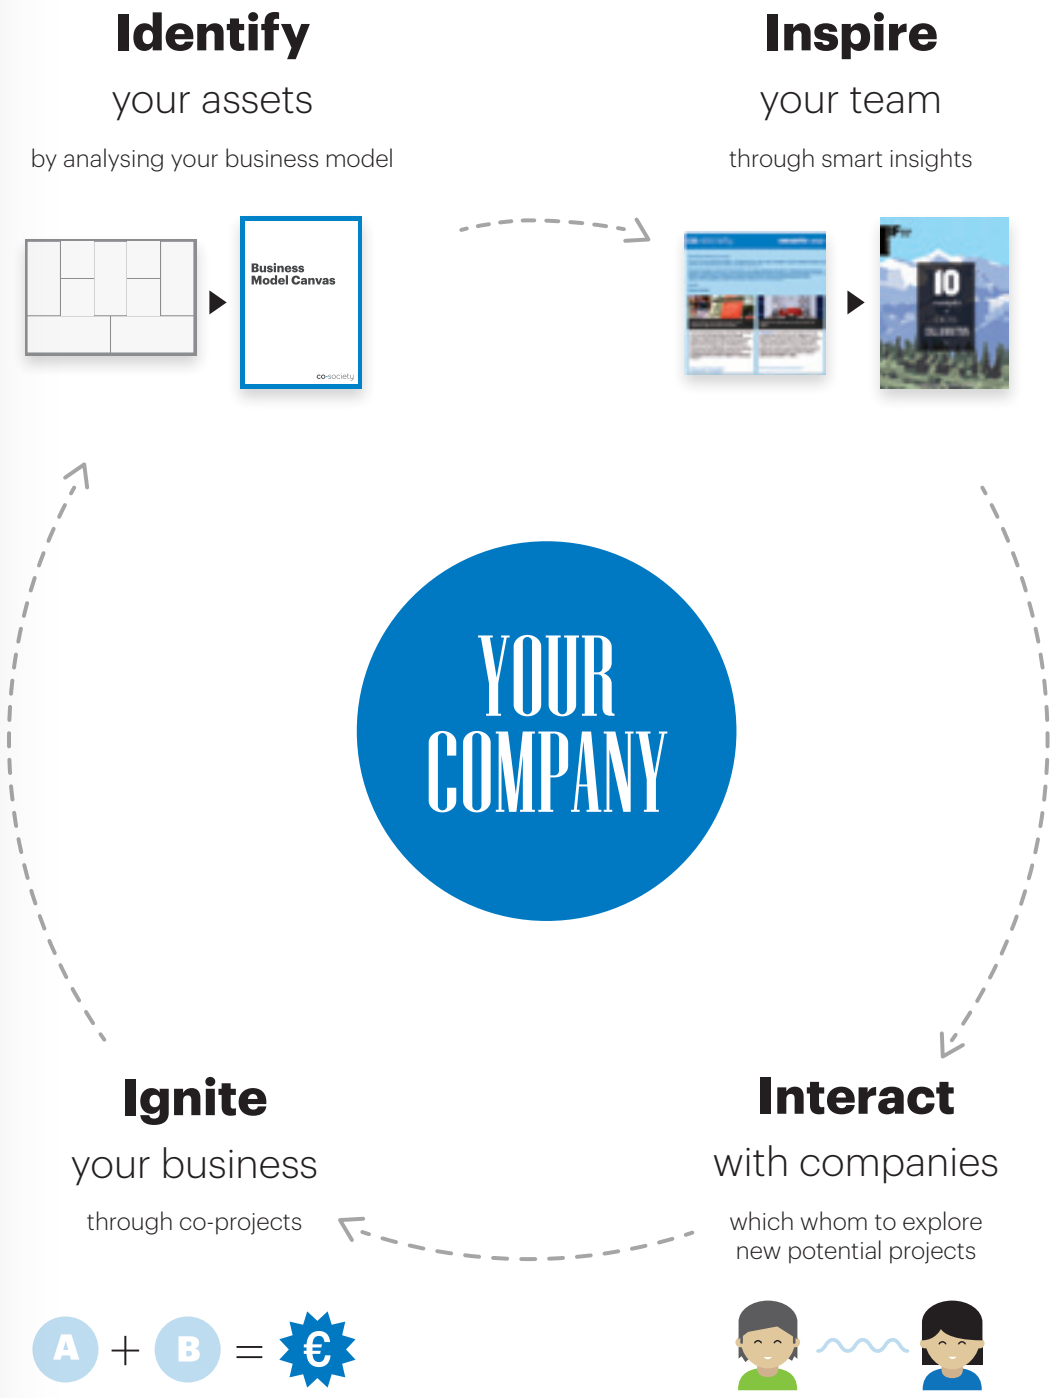 Identify
your assets
by analysing your business model
Business
Model Canvas
co-society
Inspire
your team
through smart insights
co-society
10
YOUR
COMPANY
Ignite
your business
through co-projects
A + B = €
Interact
with companies
which whom to explore
new potential projects